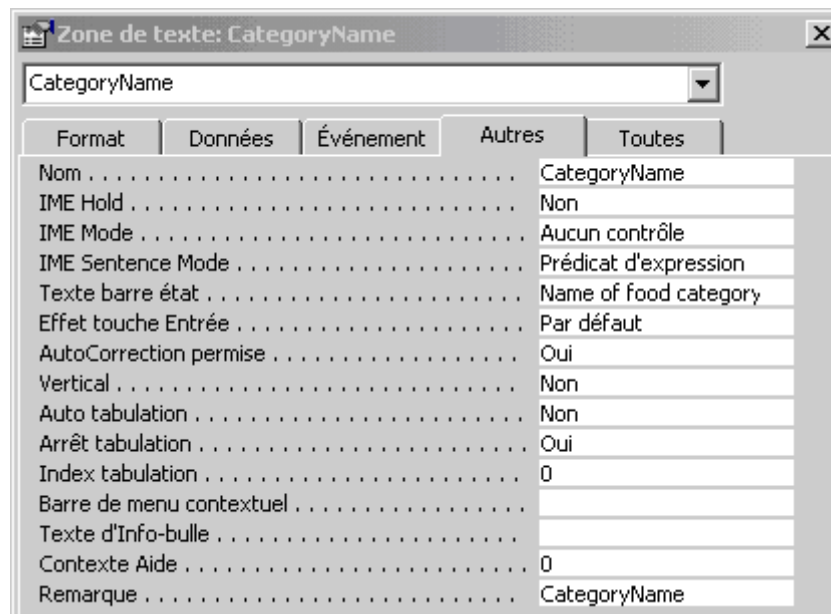 Zone de texte: CategoryName
CategoryName
Format Données Événement Autres Toutes
Nom . . . . . . . . . . . . . . . . . . . . . . . . . . . . . . . . CategoryName
IME Hold . . . . . . . . . . . . . . . . . . . . . . . . . . . . Non
IME Mode . . . . . . . . . . . . . . . . . . . . . . . . . . . . Aucun contrôle
IME Sentence Mode . . . . . . . . . . . . . . . . . . . . . Prédicat d'expression
Texte barre état . . . . . . . . . . . . . . . . . . . . . . . Name of food category
Effet touche Entrée . . . . . . . . . . . . . . . . . . . . . Par défaut
AutoCorrection permise . . . . . . . . . . . . . . . . . . Oui
Vertical . . . . . . . . . . . . . . . . . . . . . . . . . . . . . Non
Auto tabulation . . . . . . . . . . . . . . . . . . . . . . . . Non
Arrêt tabulation . . . . . . . . . . . . . . . . . . . . . . . . Oui
Index tabulation . . . . . . . . . . . . . . . . . . . . . . . 0
Barre de menu contextuel . . . . . . . . . . . . . . . . .
Texte d'Info-bulle . . . . . . . . . . . . . . . . . . . . . .
Contexte Aide . . . . . . . . . . . . . . . . . . . . . . . . . 0
Remarque . . . . . . . . . . . . . . . . . . . . . . . . . . . . CategoryName